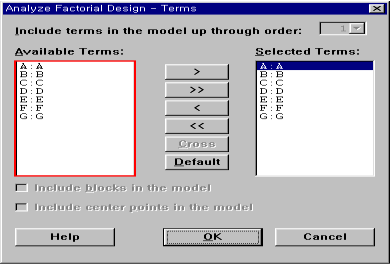 Analyze Factorial Design - Terms
Include terms in the model up through order:
1
Available Terms:
Selected Terms:
A : A
B : B
C : C
D : D
E : E
F : F
G : G
>
>>
<
<<
Cross
Default
A : A
B : B
C : C
D : D
E : E
F : F
G : G
Include blocks in the model
Include center points in the model
Help
OK
Cancel